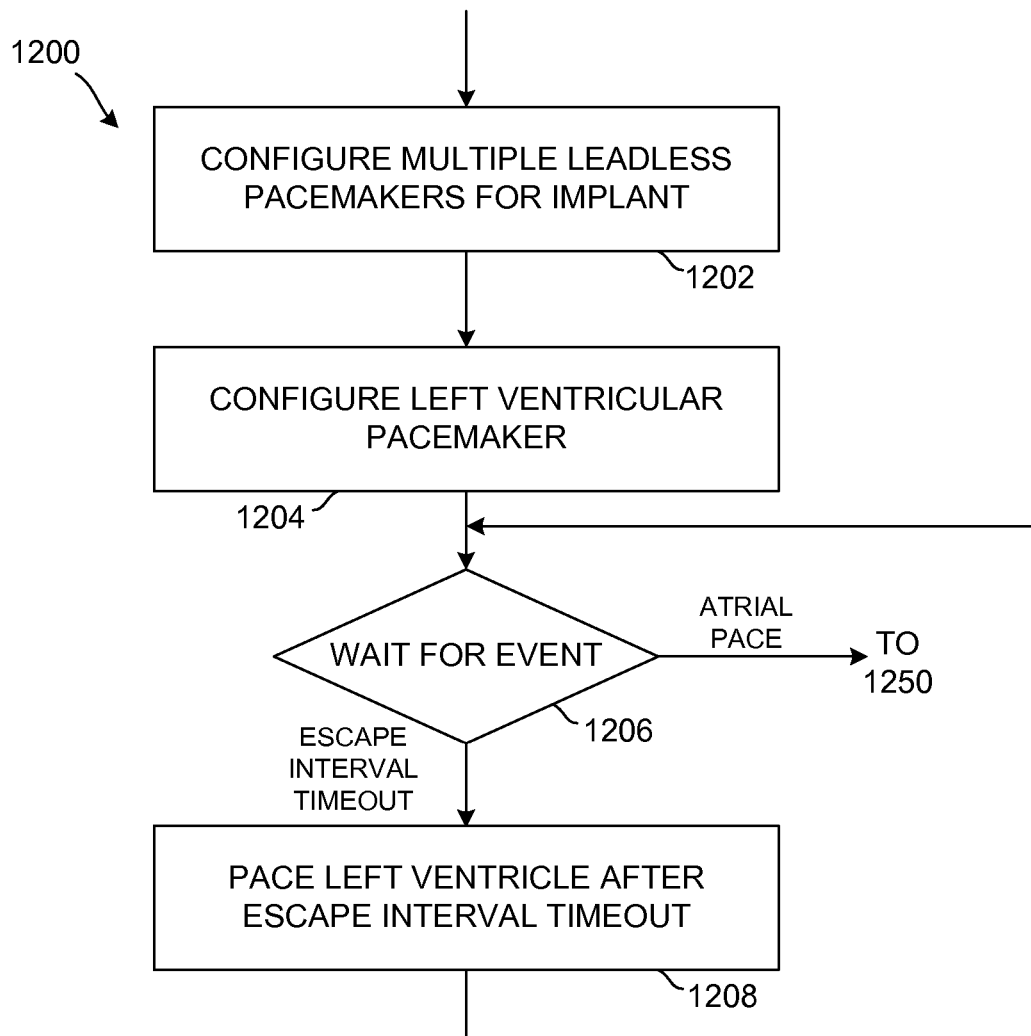 1200
CONFIGURE MULTIPLE LEADLESS
PACEMAKERS FOR IMPLANT
1202
CONFIGURE LEFT VENTRICULAR
PACEMAKER
1204
WAIT FOR EVENT
ATRIAL
PACE
TO
1250
1206
ESCAPE
INTERVAL
TIMEOUT
PACE LEFT VENTRICLE AFTER
ESCAPE INTERVAL TIMEOUT
1208